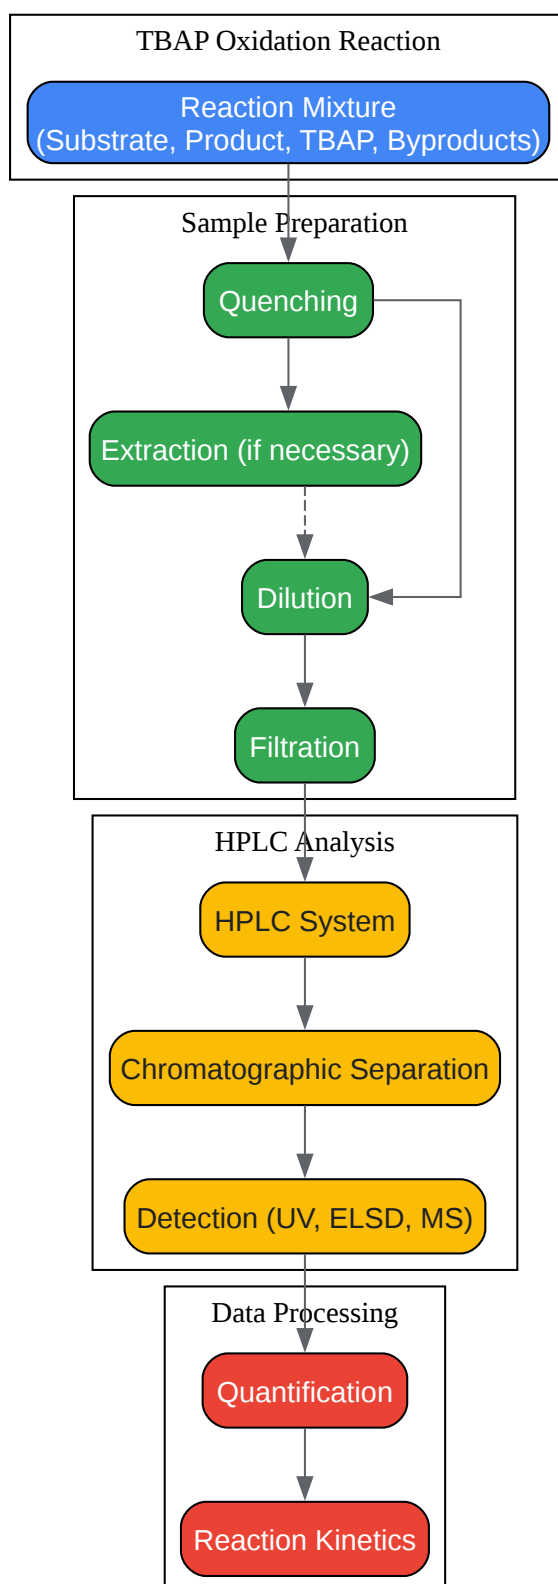 TBAP Oxidation Reaction
Reaction Mixture
(Substrate, Product, TBAP, Byproducts)
Sample Preparation
Quenching
Extraction (if necessary)
Dilution
Filtration
HPLC Analysis
HPLC System
Chromatographic Separation
Detection (UV, ELSD, MS)
Data Processing
Quantification
Reaction Kinetics